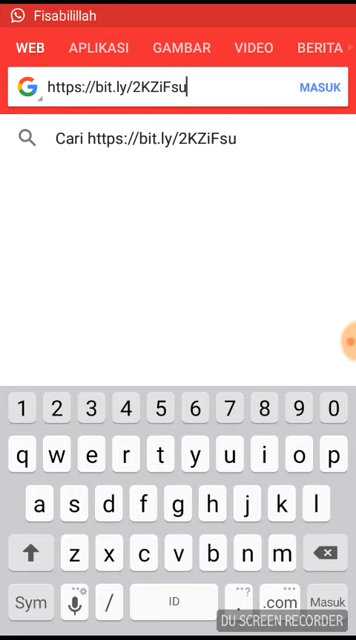 Fisabilillah
WEB APLIKASI GAMBAR VIDEO BERITA
https://bit.ly/2KZiFsu MASUK
Cari https://bit.ly/2KZiFsu
1 2 3 4 5 6 7 8 9 0
q w e r t y u i o p
a s d f g h j k l
z x c v b n m
Sym / ID . .com Masuk
DU SCREEN RECORDER